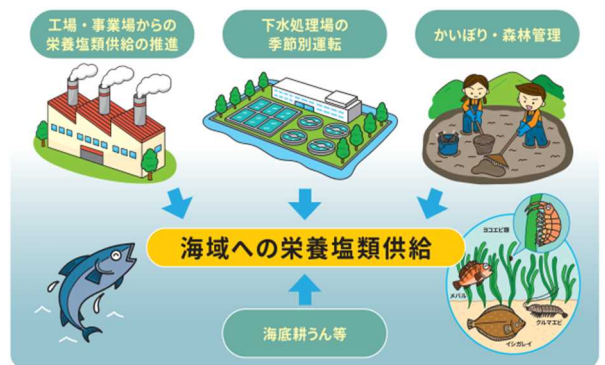 工場・事業場からの
栄養塩類供給の推進
下水処理場の
季節別運転
かいぼり・森林管理
海域への栄養塩類供給
ヨコエビ類
メバル
クルマエビ
イシガレイ
海底耕うん等